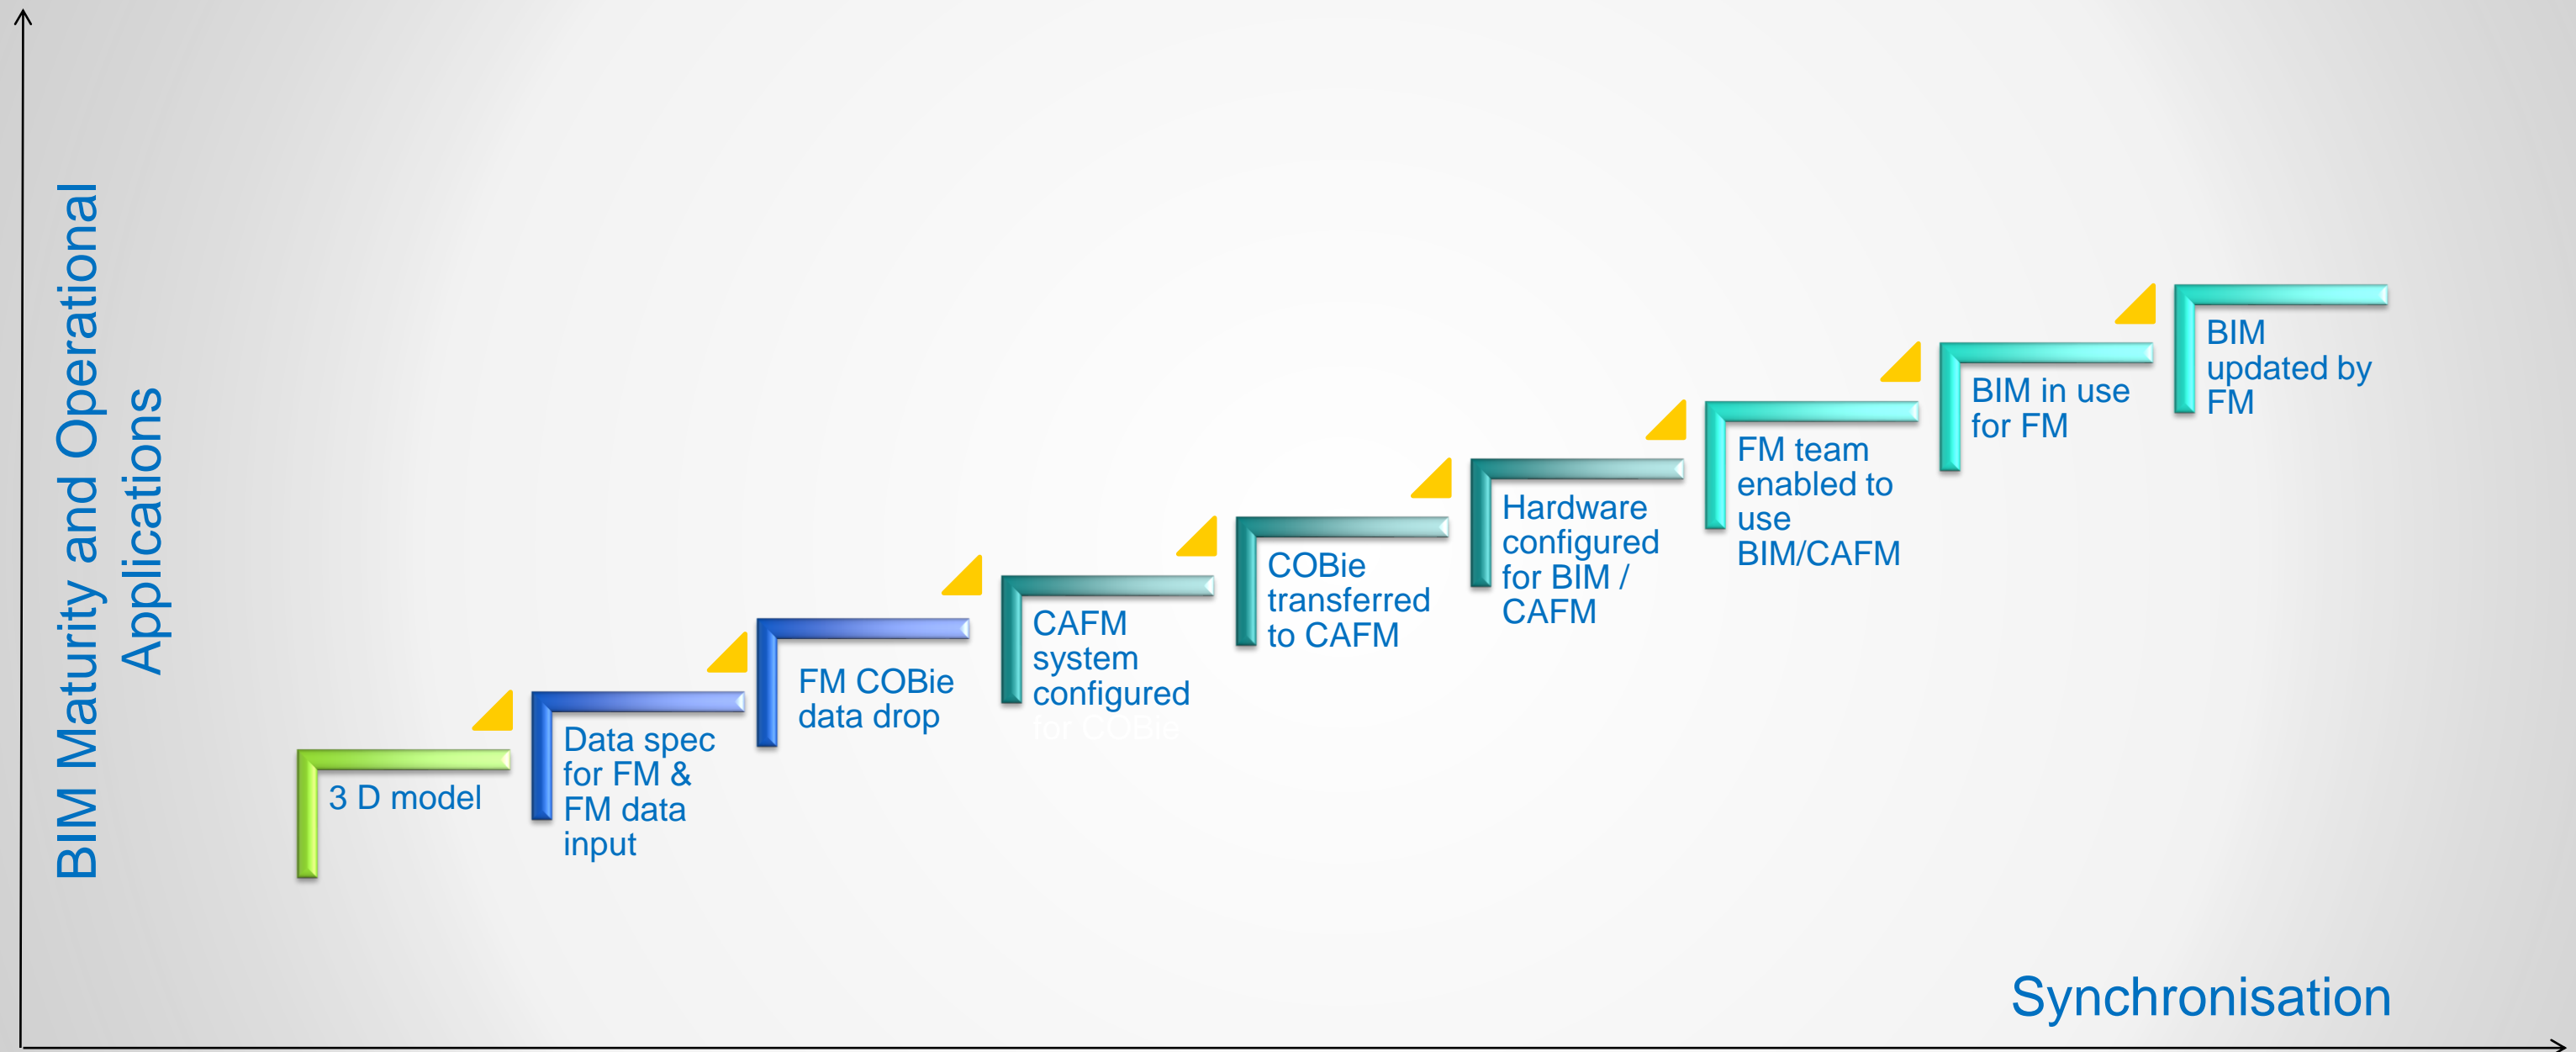 BIM Maturity and Operational
Applications
3 D model
Data spec
for FM &
FM data
input
FM COBie
data drop
CAFM
system
configured
for COBie
COBie
transferred
to CAFM
Hardware
configured
for BIM /
CAFM
FM team
enabled to
use
BIM/CAFM
BIM in use
for FM
BIM
updated by
FM
Synchronisation